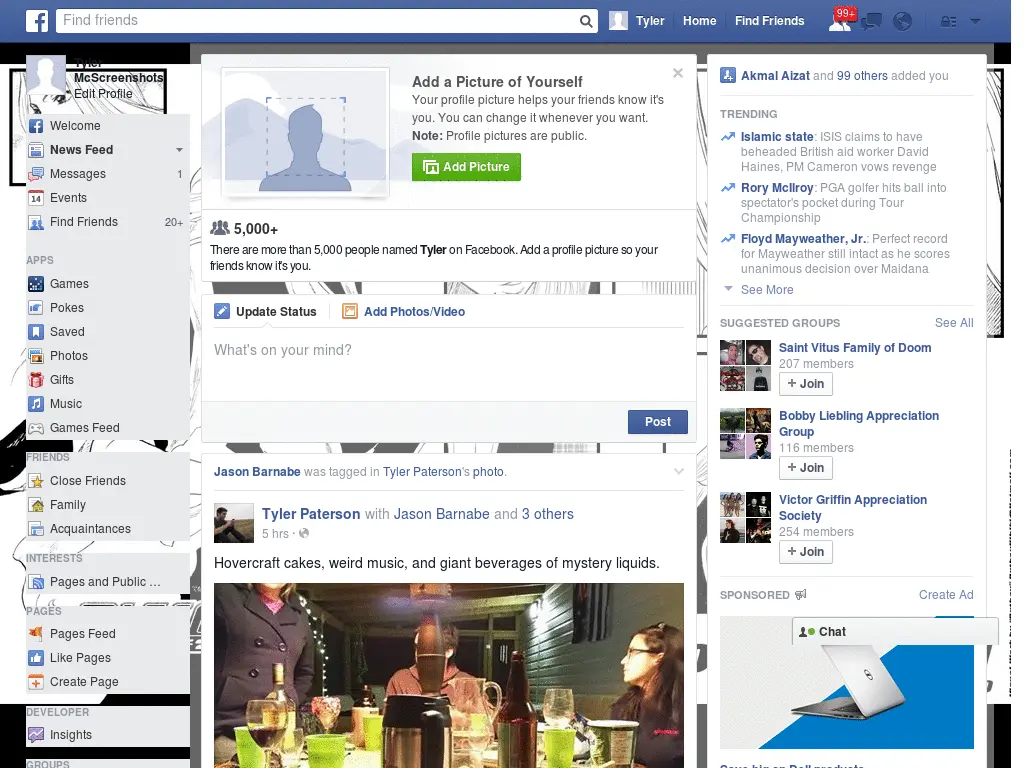 Find friends
Tyler
Home
Find Friends
99+
Tyler
McScreenshots
Edit Profile
Welcome
News Feed
Messages
1
14
Events
Find Friends
20+
APPS
Games
Pokes
Saved
Photos
Gifts
Music
Games Feed
FRIENDS
Close Friends
Family
Acquaintances
INTERESTS
Pages and Public ...
PAGES
Pages Feed
Like Pages
Create Page
DEVELOPER
Insights
GROUPS
Add a Picture of Yourself
Your profile picture helps your friends know it's
you. You can change it whenever you want.
Note: Profile pictures are public.
Add Picture
5,000+
There are more than 5,000 people named Tyler on Facebook. Add a profile picture so your
friends know it's you.
Update Status
Add Photos/Video
What's on your mind?
Post
Jason Barnabe was tagged in Tyler Paterson's photo.
Tyler Paterson with Jason Barnabe and 3 others
5 hrs ·
Hovercraft cakes, weird music, and giant beverages of mystery liquids.
Akmal Aizat and 99 others added you
TRENDING
Islamic state: ISIS claims to have
beheaded British aid worker David
Haines, PM Cameron vows revenge
Rory McIlroy: PGA golfer hits ball into
spectator's pocket during Tour
Championship
Floyd Mayweather, Jr.: Perfect record
for Mayweather still intact as he scores
unanimous decision over Maidana
See More
SUGGESTED GROUPS
See All
Saint Vitus Family of Doom
207 members
+ Join
Bobby Liebling Appreciation
Group
116 members
+ Join
Victor Griffin Appreciation
Society
254 members
+ Join
SPONSORED
Create Ad
Chat
Save big on Dell products